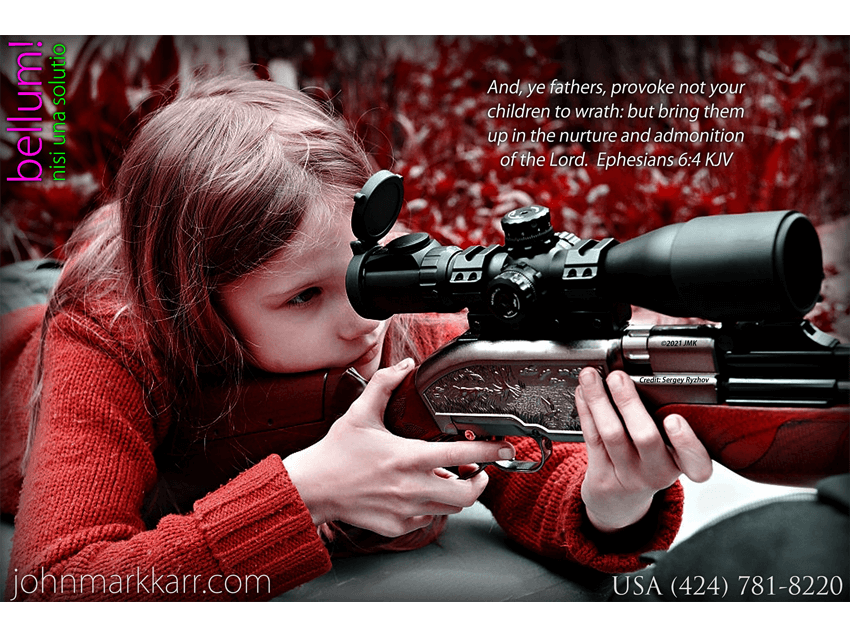 bellum!
nisi una solutio
And, ye fathers, provoke not your
children to wrath: but bring them
up in the nurture and admonition
of the Lord.  Ephesians 6:4 KJV
©2021 JMK
Credit: Sergey Ryzhov
johnmarkkarr.com
USA (424) 781-8220